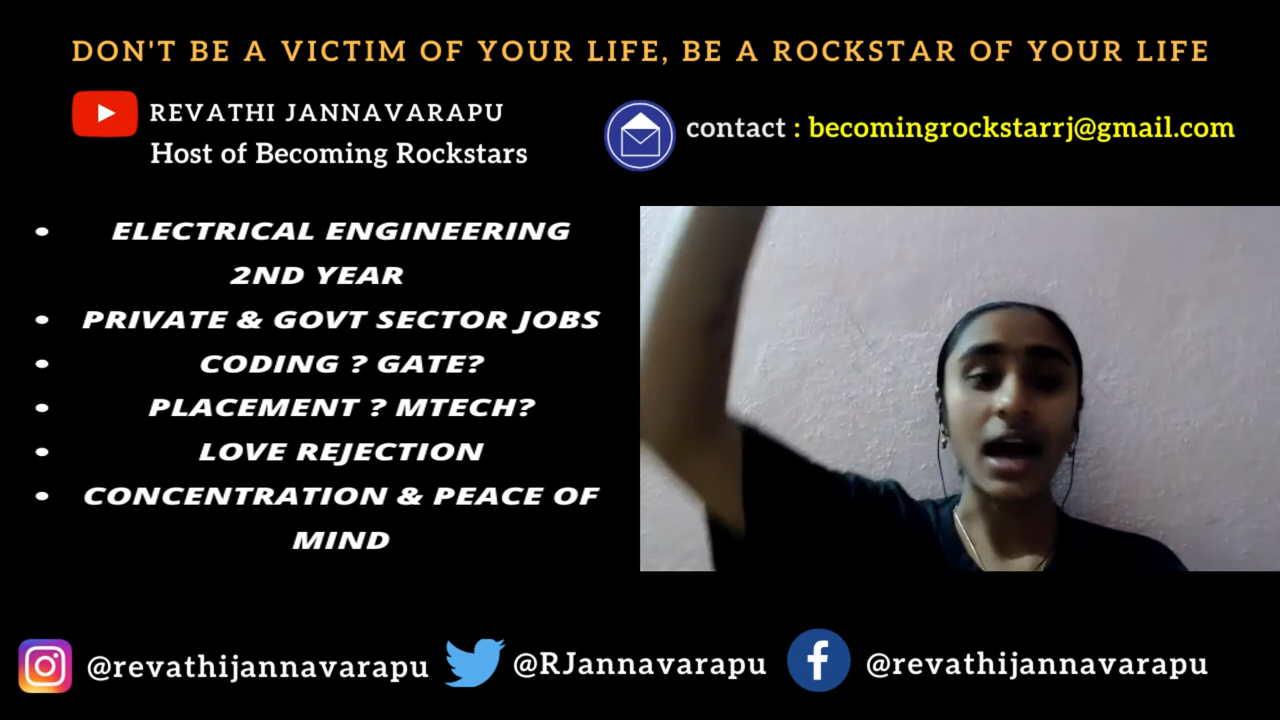 DON'T BE A VICTIM OF YOUR LIFE, BE A ROCKSTAR OF YOUR LIFE
REVATHI JANNAVARAPU
Host of Becoming Rockstars
contact : becomingrockstarrj@gmail.com
• ELECTRICAL ENGINEERING
2ND YEAR
• PRIVATE & GOVT SECTOR JOBS
• CODING ? GATE?
• PLACEMENT ? MTECH?
• LOVE REJECTION
• CONCENTRATION & PEACE OF
MIND
@revathijannavarapu
@RJannavarapu
@revathijannavarapu